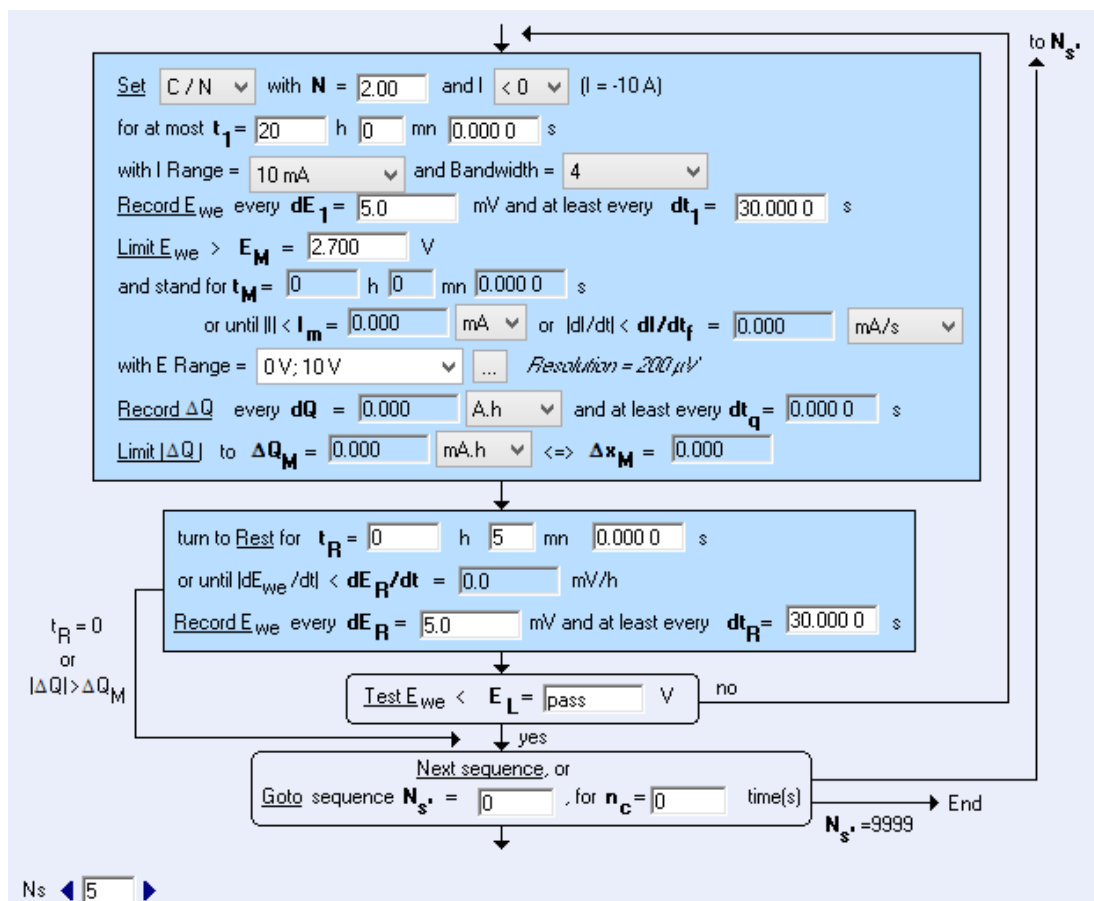 to Ns'
Set C / N with N = 2.00 and I < 0 (I = -10 A)
for at most t1 = 20 h 0 mn 0.000 0 s
with I Range = 10 mA and Bandwidth = 4
Record Ewe every dE1 = 5.0 mV and at least every dt1 = 30.000 0 s
Limit Ewe > EM = 2.700 V
and stand for tM = 0 h 0 mn 0.000 0 s
or until |I| < Im = 0.000 mA or |dI/dt| < dI/dtf = 0.000 mA/s
with E Range = 0 V; 10 V ... Resolution = 200 µV
Record ΔQ every dQ = 0.000 A.h and at least every dtq = 0.000 0 s
Limit |ΔQ| to ΔQM = 0.000 mA.h <=> ΔxM = 0.000
turn to Rest for tR = 0 h 5 mn 0.000 0 s
or until |dEwe/dt| < dER/dt = 0.0 mV/h
Record Ewe every dER = 5.0 mV and at least every dtR = 30.000 0 s
tR = 0
or
|ΔQ|>ΔQM
Test Ewe < EL = pass V
no
yes
Next sequence, or
Goto sequence Ns' = 0 , for nc = 0 time(s)
End
Ns' =9999
Ns 5